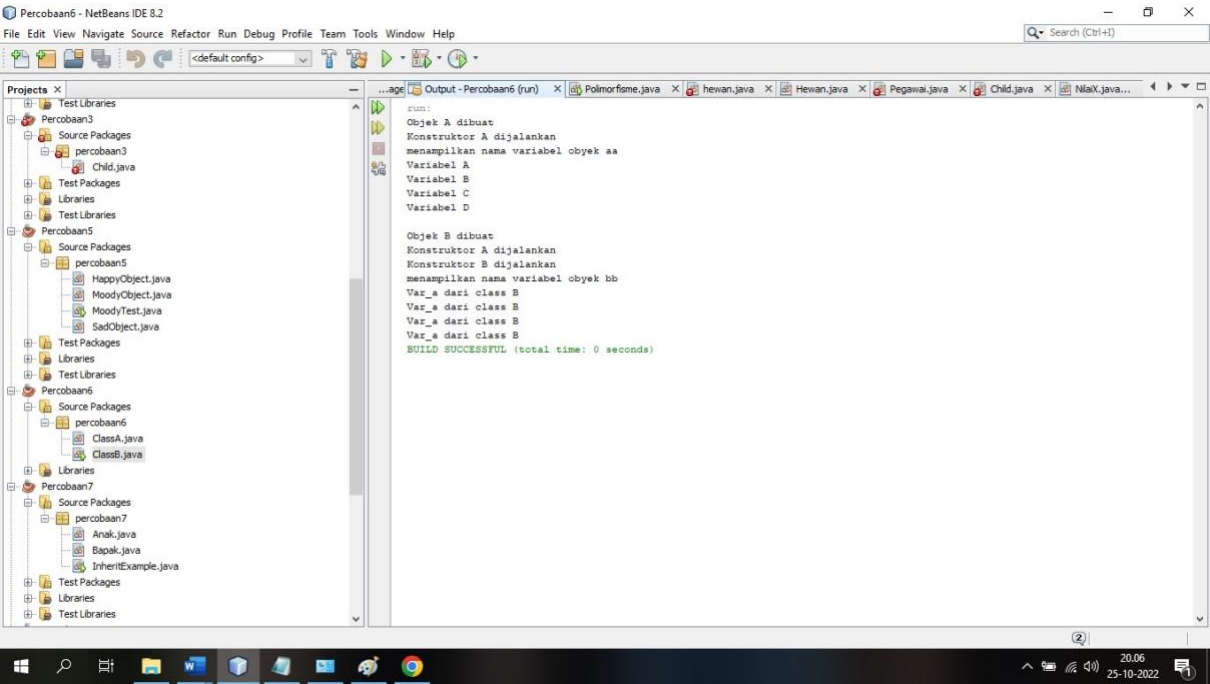 Percobaan6 - NetBeans IDE 8.2
File Edit View Navigate Source Refactor Run Debug Profile Team Tools Window Help
Search (Ctrl+I)
<default config>
Projects
Test Libraries
Percobaan3
Source Packages
percobaan3
Child.java
Test Packages
Libraries
Test Libraries
Percobaan5
Source Packages
percobaan5
HappyObject.java
MoodyObject.java
MoodyTest.java
SadObject.java
Test Packages
Libraries
Test Libraries
Percobaan6
Source Packages
percobaan6
ClassA.java
ClassB.java
Libraries
Percobaan7
Source Packages
percobaan7
Anak.java
Bapak.java
InheritExample.java
Test Packages
Libraries
Test Libraries
...age Output - Percobaan6 (run) Polimorfisme.java hewan.java Hewan.java Pegawai.java Child.java NilaiX.java...
run:
Objek A dibuat
Konstruktor A dijalankan
menampilkan nama variabel obyek aa
Variabel A
Variabel B
Variabel C
Variabel D
Objek B dibuat
Konstruktor A dijalankan
Konstruktor B dijalankan
menampilkan nama variabel obyek bb
Var_a dari class B
Var_a dari class B
Var_a dari class B
Var_a dari class B
BUILD SUCCESSFUL (total time: 0 seconds)
2
20.06
25-10-2022
1